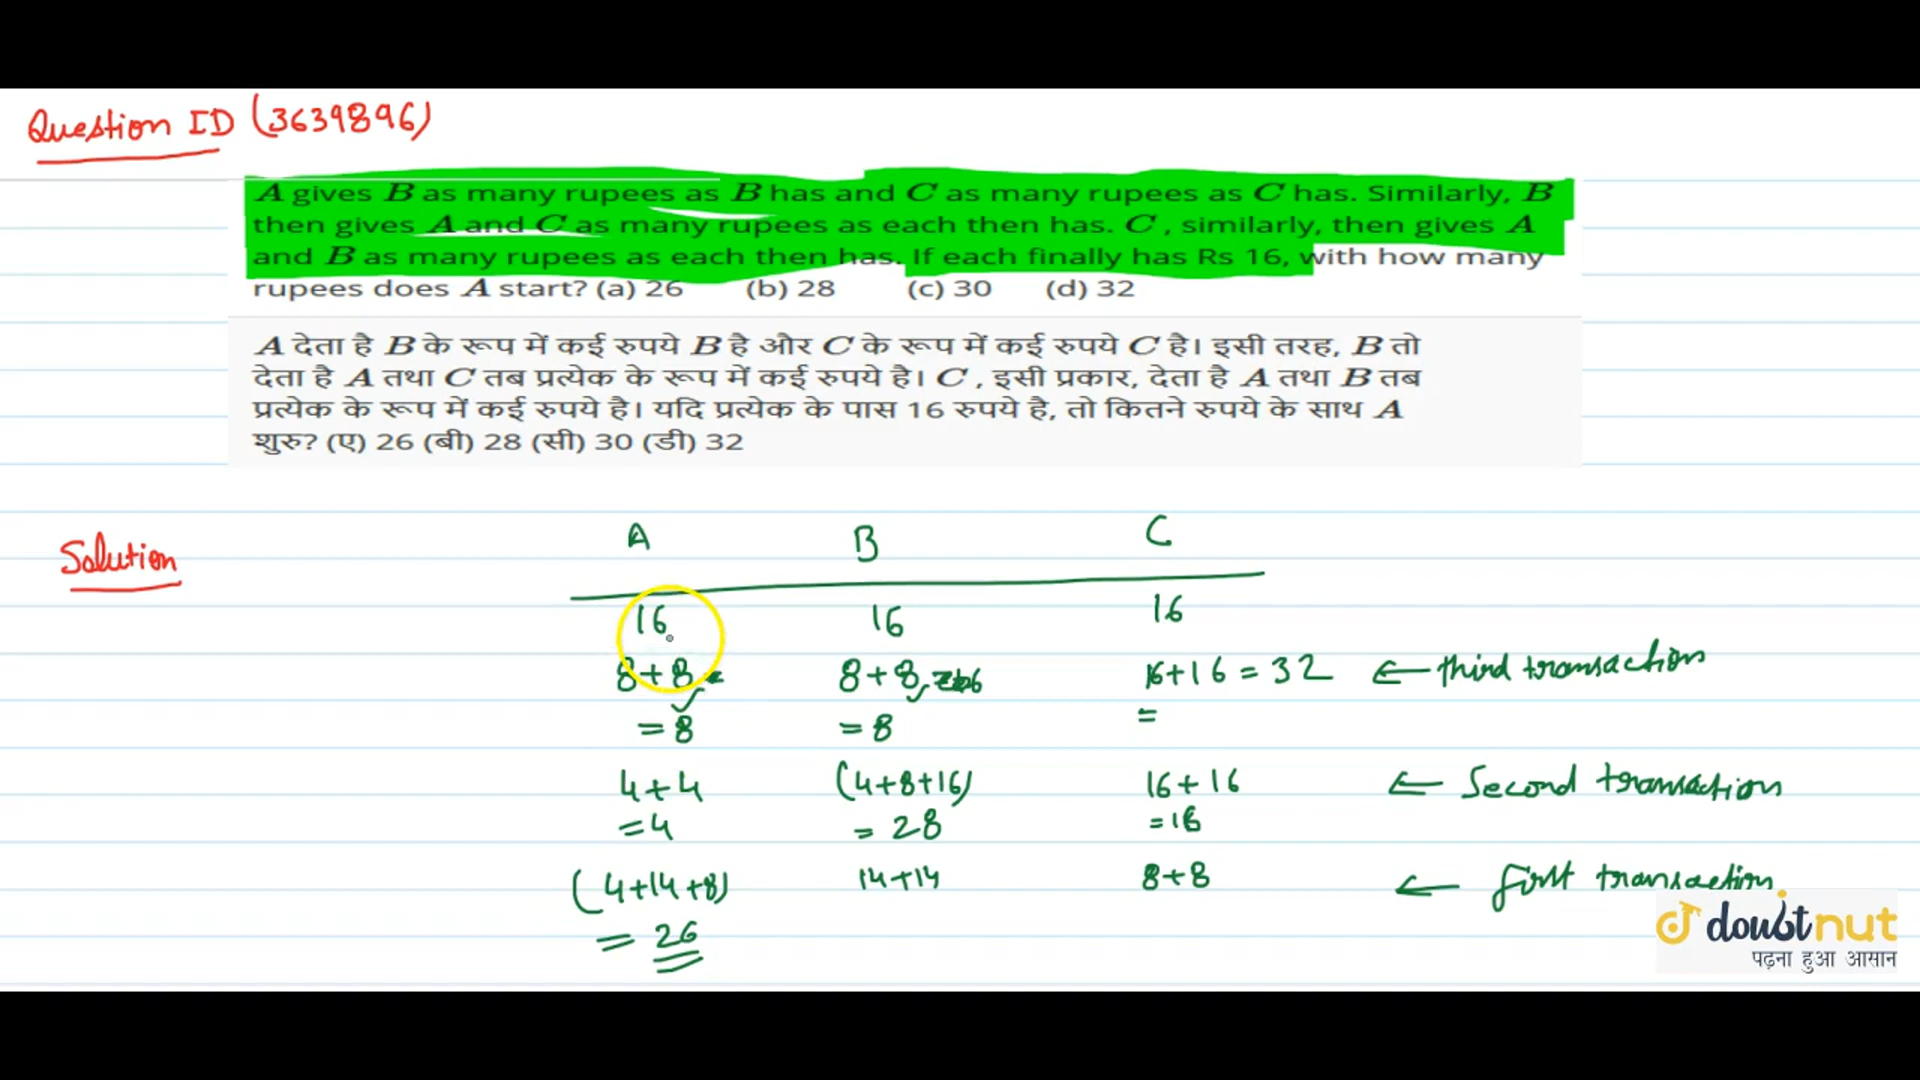 Question ID (3639896)
A gives B as many rupees as B has and C as many rupees as C has. Similarly, B
then gives A and C as many rupees as each then has. C , similarly, then gives A
and B as many rupees as each then has. If each finally has Rs 16, with how many
rupees does A start? (a) 26 (b) 28 (c) 30 (d) 32
A देता है B के रूप में कई रुपये B है और C के रूप में कई रुपये C है। इसी तरह, B तो
देता है A तथा C तब प्रत्येक के रूप में कई रुपये है। C , इसी प्रकार, देता है A तथा B तब
प्रत्येक के रूप में कई रुपये है। यदि प्रत्येक के पास 16 रुपये है, तो कितने रुपये के साथ A
शुरु? (ए) 26 (बी) 28 (सी) 30 (डी) 32
Solution
A B C
16 16 16
8+8 8+8 16+16 = 32 ← third transaction
= 8 = 8 =
4+4 (4+8+16) 16+16 ← Second transaction
=4 = 28 =16
(4+14+8) 14+14 8+8 ← first transaction
= 26
doubtnut
पढ़ना हुआ आसान